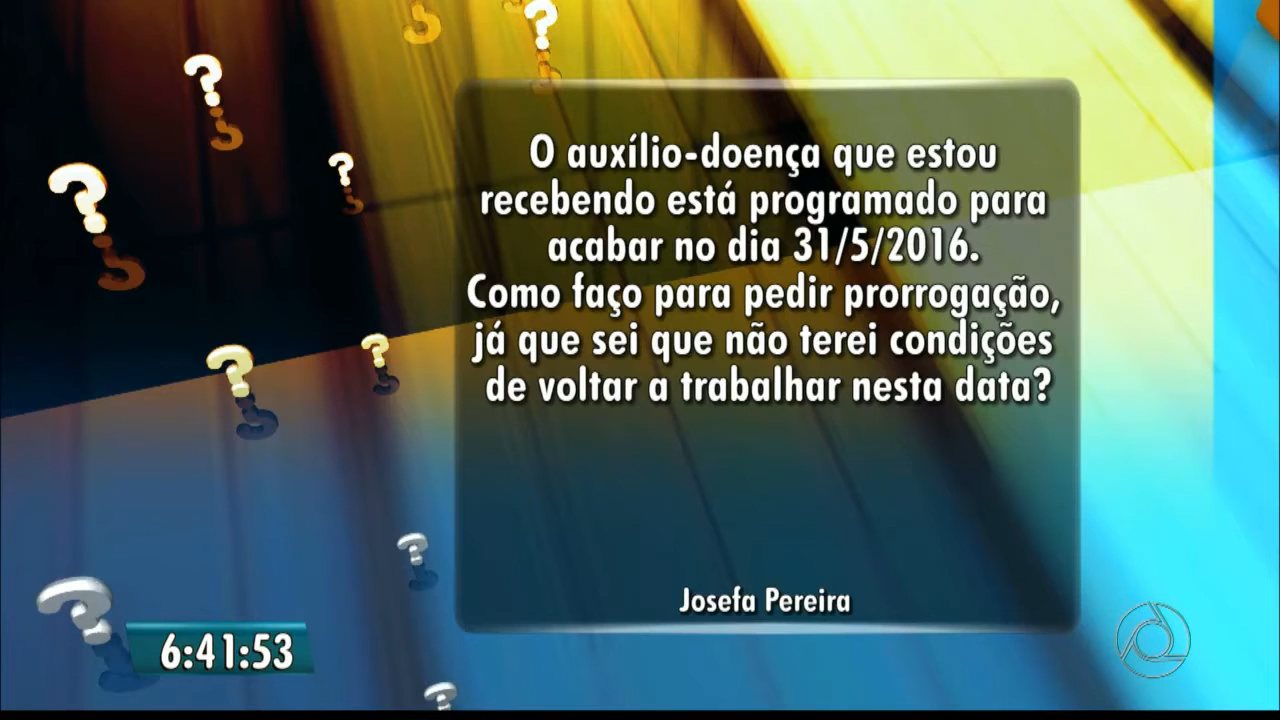 O auxílio-doença que estou
recebendo está programado para
acabar no dia 31/5/2016.
Como faço para pedir prorrogação,
já que sei que não terei condições
de voltar a trabalhar nesta data?
Josefa Pereira
6:41:53